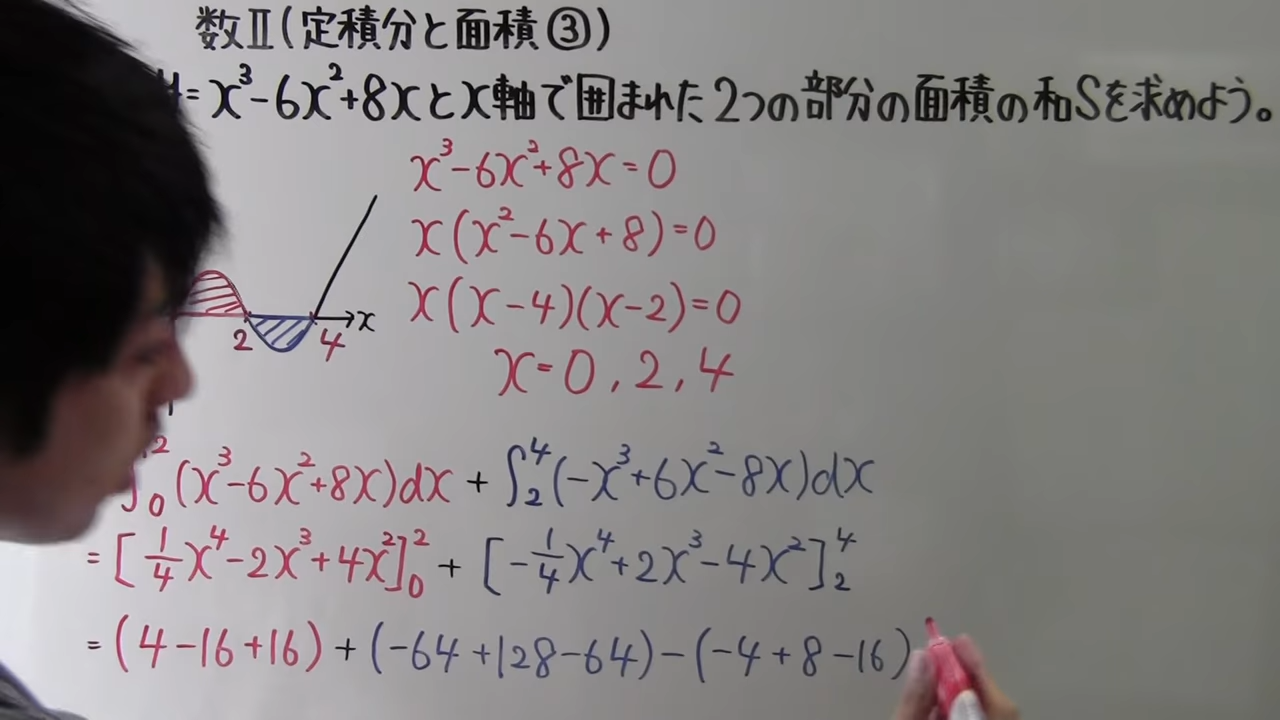 数Ⅱ(定積分と面積③)
y=x³-6x²+8xとx軸で囲まれた2つの部分の面積の和Sを求めよう。
x³-6x²+8x=0
x(x²-6x+8)=0
x(x-4)(x-2)=0
x=0,2,4
x
2
4
∫₀²(x³-6x²+8x)dx+∫₂⁴(-x³+6x²-8x)dx
=[1/4x⁴-2x³+4x²]₀²+[-1/4x⁴+2x³-4x²]₂⁴
=(4-16+16)+(-64+128-64)-(-4+8-16)